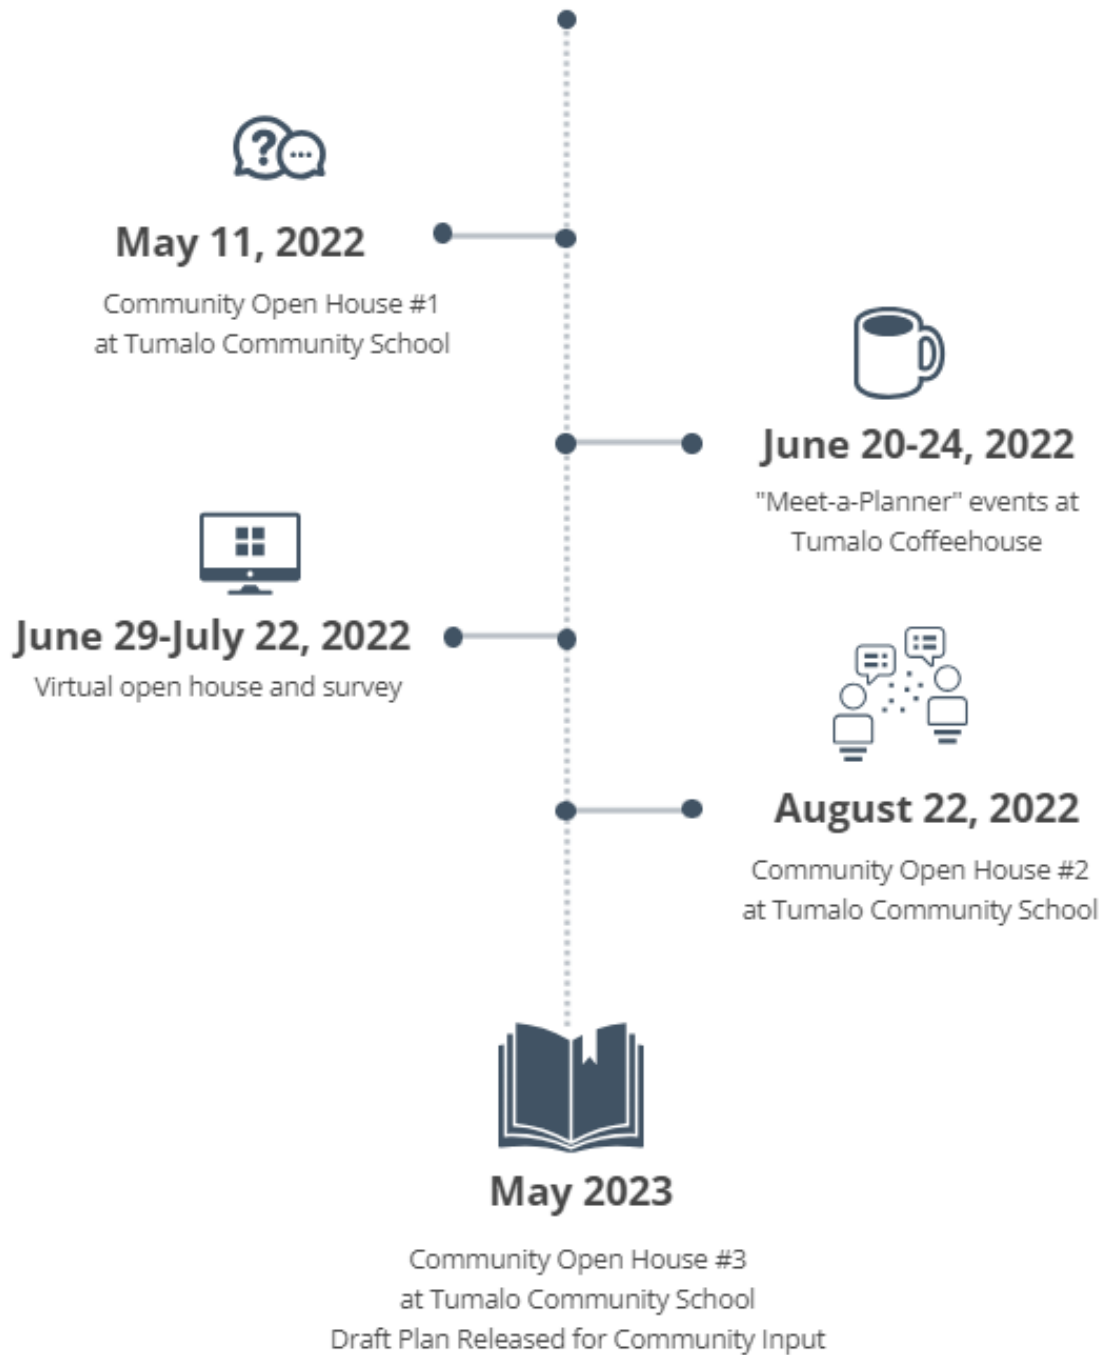 May 11, 2022
Community Open House #1
at Tumalo Community School
June 20-24, 2022
"Meet-a-Planner" events at
Tumalo Coffeehouse
June 29-July 22, 2022
Virtual open house and survey
August 22, 2022
Community Open House #2
at Tumalo Community School
May 2023
Community Open House #3
at Tumalo Community School
Draft Plan Released for Community Input